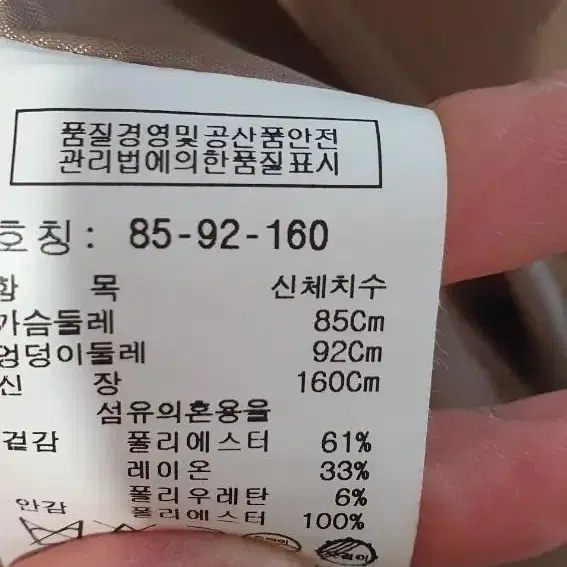 품질경영및공산품안전
관리법에의한품질표시
호칭: 85-92-160
항 목 신체치수
가슴둘레 85Cm
엉덩이둘레 92Cm
신 장 160Cm
섬유의혼용율
겉감 폴리에스터 61%
레이온 33%
폴리우레탄 6%
안감 폴리에스터 100%